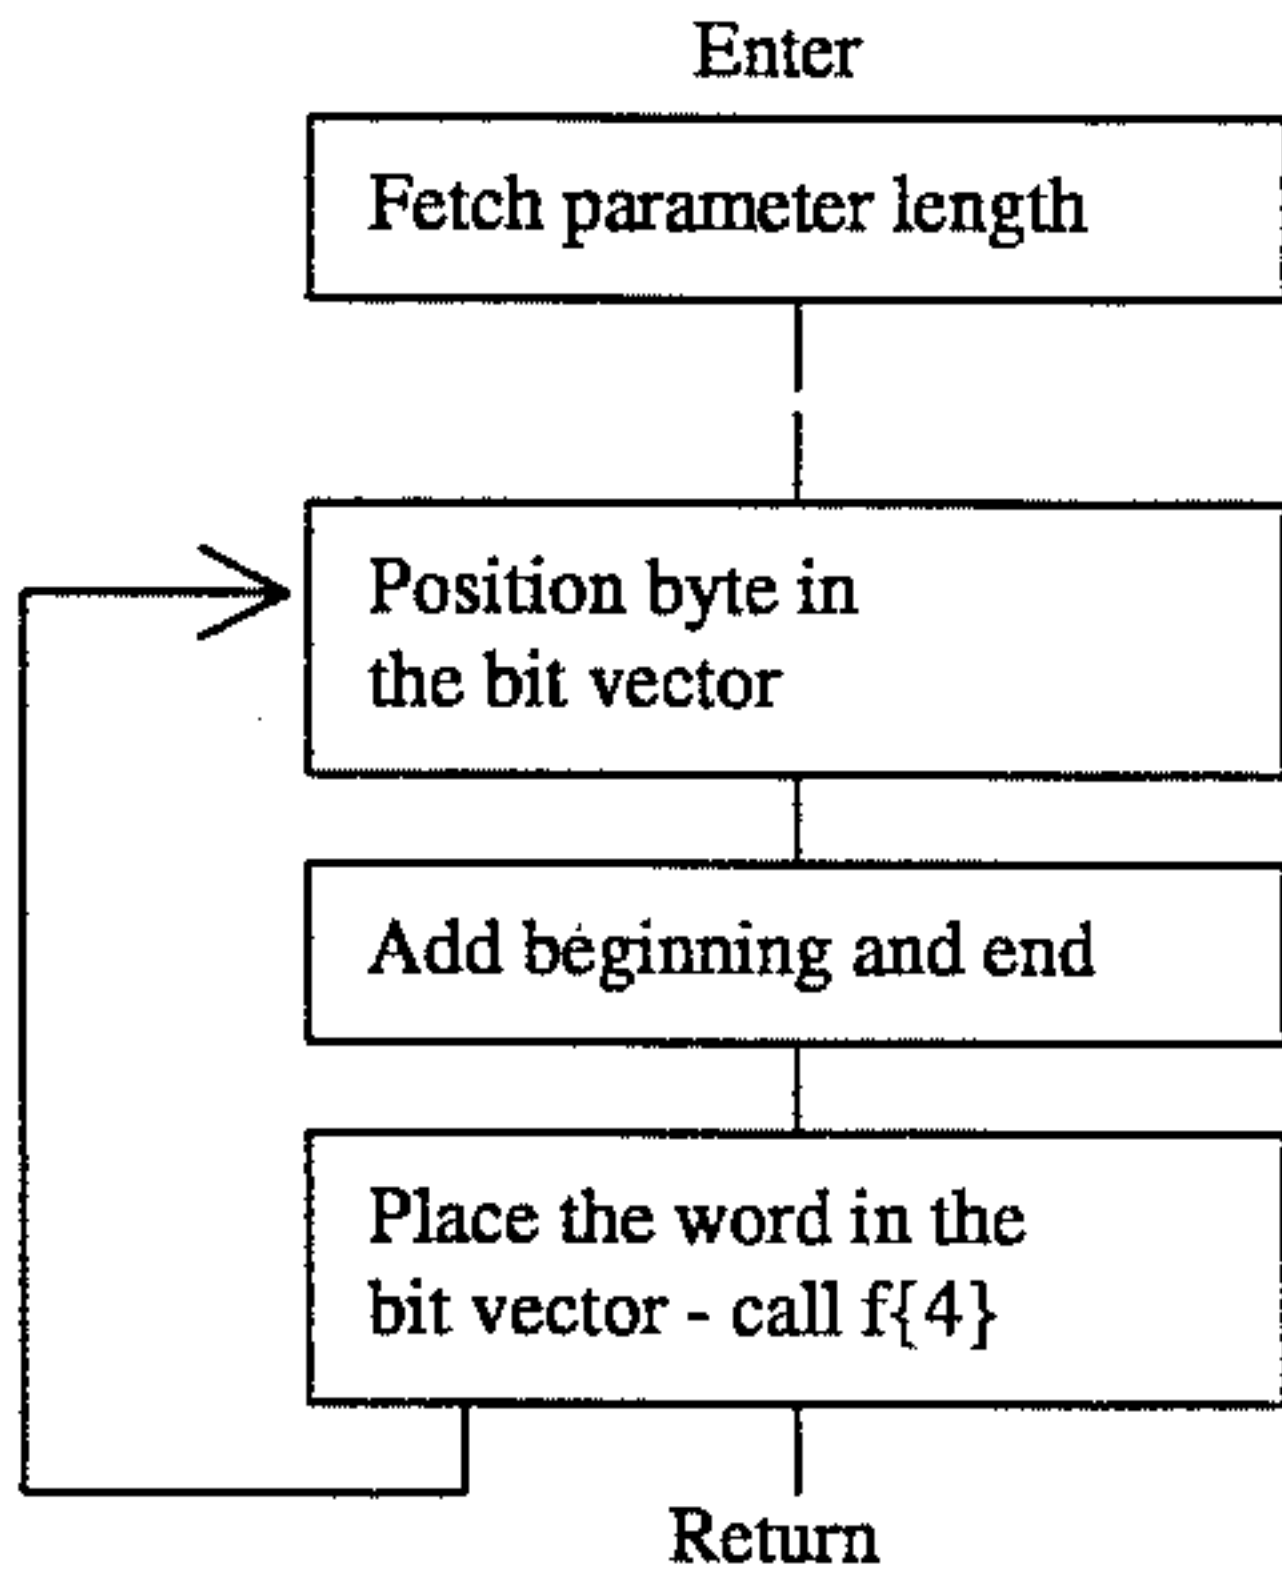 Enter
Fetch parameter length
Position byte in
the bit vector
Add beginning and end
Place the word in the
bit vector - call f{4}
Return